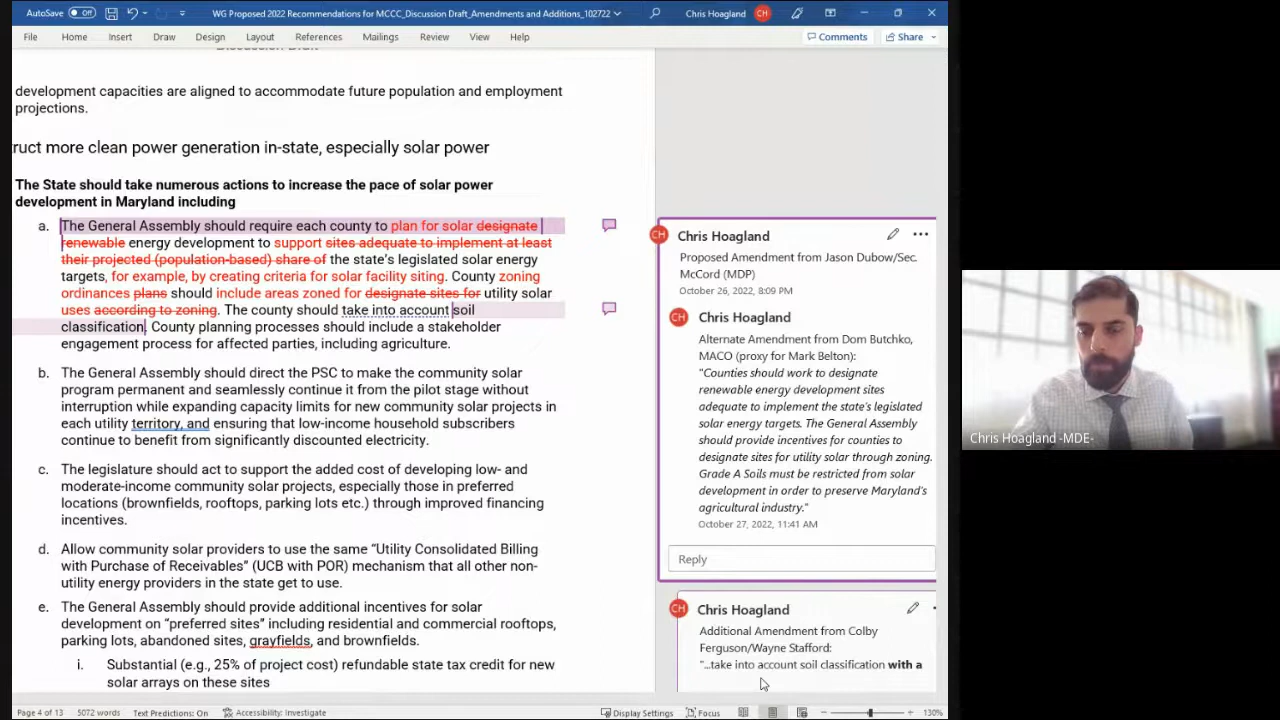 AutoSave Off
WG Proposed 2022 Recommendations for MCCC_Discussion Draft_Amendments and Additions_102722
Chris Hoagland CH
File Home Insert Draw Design Layout References Mailings Review View Help
Comments Share
development capacities are aligned to accommodate future population and employment
projections.
ruct more clean power generation in-state, especially solar power
The State should take numerous actions to increase the pace of solar power
development in Maryland including
a. The General Assembly should require each county to plan for solar designate
renewable energy development to support sites adequate to implement at least
their projected (population-based) share of the state's legislated solar energy
targets, for example, by creating criteria for solar facility siting. County zoning
ordinances plans should include areas zoned for designate sites for utility solar
uses according to zoning. The county should take into account soil
classification. County planning processes should include a stakeholder
engagement process for affected parties, including agriculture.
b. The General Assembly should direct the PSC to make the community solar
program permanent and seamlessly continue it from the pilot stage without
interruption while expanding capacity limits for new community solar projects in
each utility territory, and ensuring that low-income household subscribers
continue to benefit from significantly discounted electricity.
c. The legislature should act to support the added cost of developing low- and
moderate-income community solar projects, especially those in preferred
locations (brownfields, rooftops, parking lots etc.) through improved financing
incentives.
d. Allow community solar providers to use the same "Utility Consolidated Billing
with Purchase of Receivables" (UCB with POR) mechanism that all other non-
utility energy providers in the state get to use.
e. The General Assembly should provide additional incentives for solar
development on "preferred sites" including residential and commercial rooftops,
parking lots, abandoned sites, grayfields, and brownfields.
i. Substantial (e.g., 25% of project cost) refundable state tax credit for new
solar arrays on these sites
CH Chris Hoagland
Proposed Amendment from Jason Dubow/Sec.
McCord (MDP)
October 26, 2022, 8:09 PM
CH Chris Hoagland
Alternate Amendment from Dom Butchko,
MACO (proxy for Mark Belton):
"Counties should work to designate
renewable energy development sites
adequate to implement the state's legislated
solar energy targets. The General Assembly
should provide incentives for counties to
designate sites for utility solar through zoning.
Grade A Soils must be restricted from solar
development in order to preserve Maryland's
agricultural industry."
October 27, 2022, 11:41 AM
Reply
CH Chris Hoagland
Additional Amendment from Colby
Ferguson/Wayne Stafford:
"...take into account soil classification with a
Chris Hoagland -MDE-
Page 4 of 13 5072 words Text Predictions: On Accessibility: Investigate
Display Settings Focus 130%